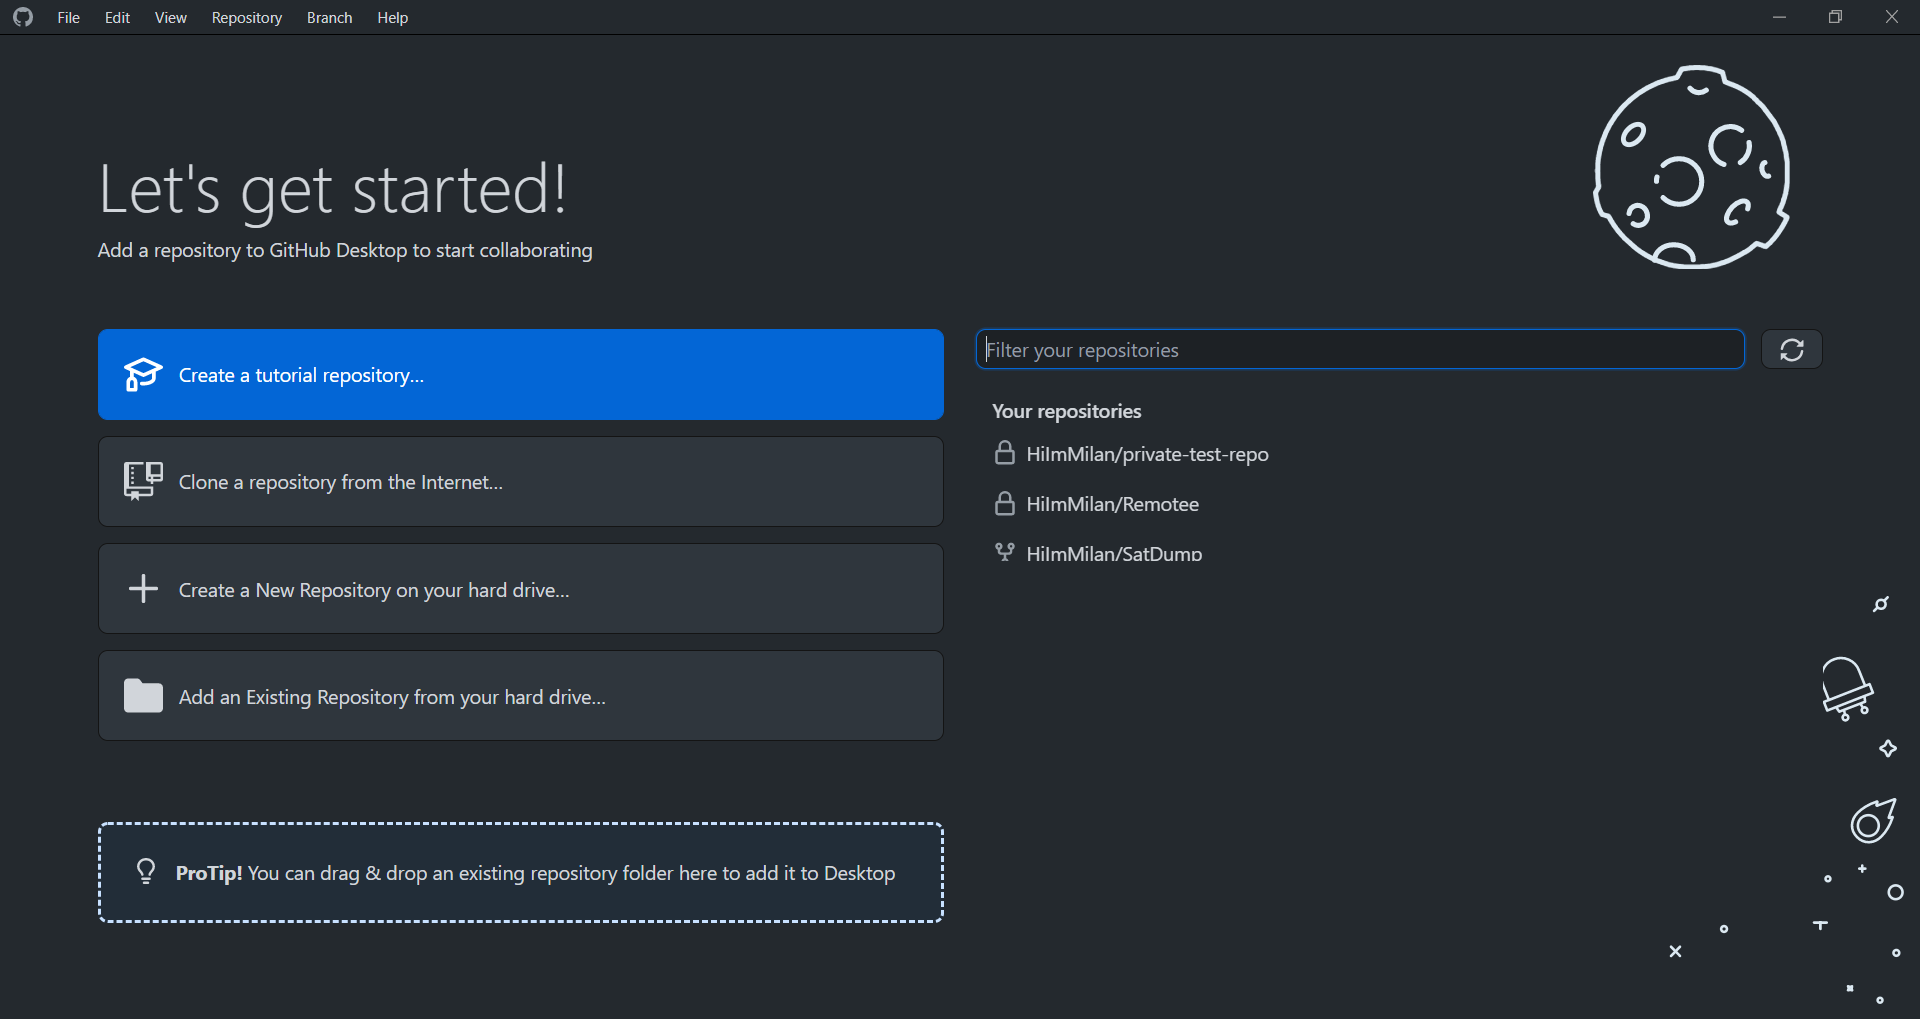 File Edit View Repository Branch Help
Let's get started!
Add a repository to GitHub Desktop to start collaborating
Create a tutorial repository...
Clone a repository from the Internet...
Create a New Repository on your hard drive...
Add an Existing Repository from your hard drive...
ProTip! You can drag & drop an existing repository folder here to add it to Desktop
Filter your repositories
Your repositories
HiImMilan/private-test-repo
HiImMilan/Remotee
HiImMilan/SatDump